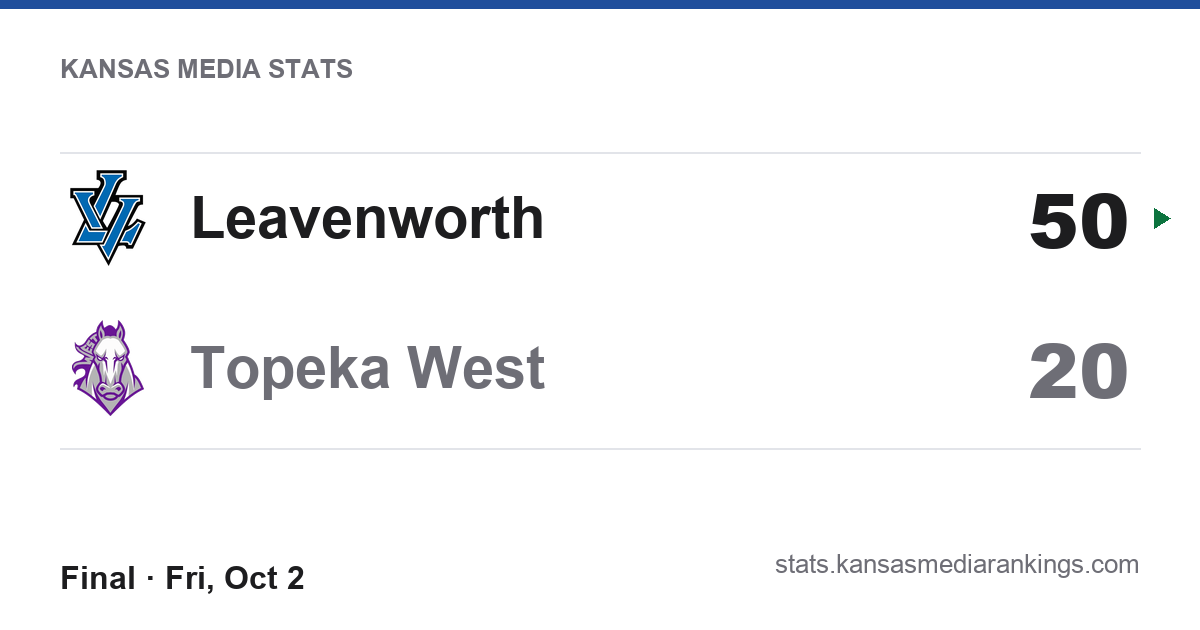 KANSAS MEDIA STATS
Leavenworth 50
Topeka West 20
Final · Fri, Oct 2
stats.kansasmediarankings.com